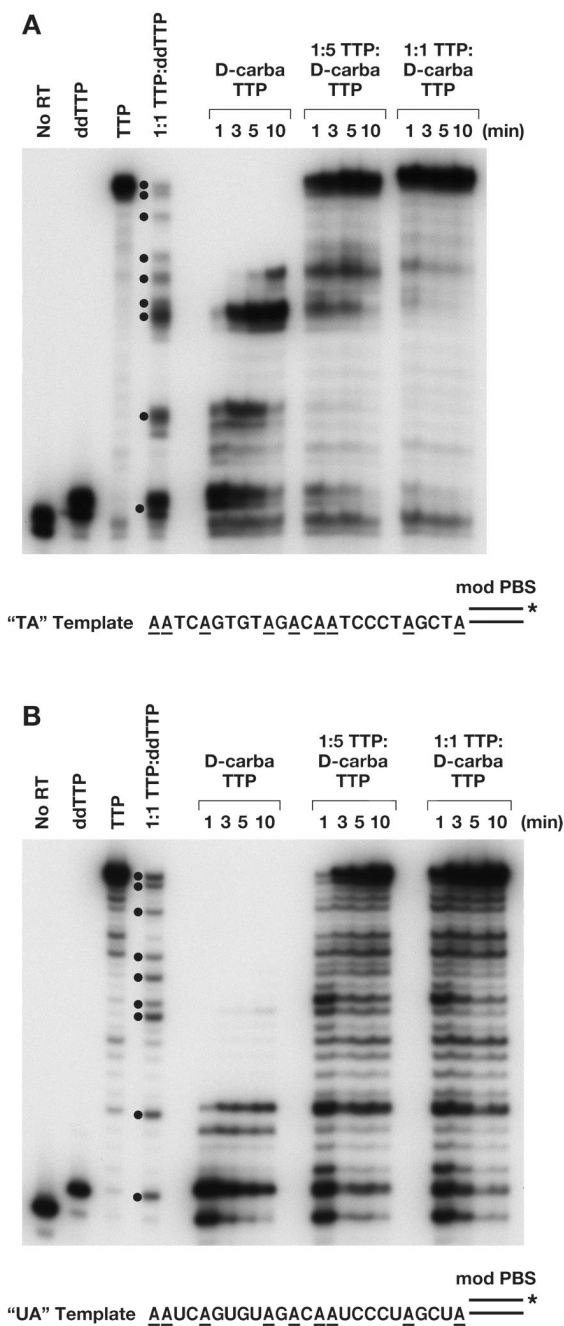 A
No RT
ddTTP
TTP
1:1 TTP:ddTTP
D-carba
TTP
1:5 TTP:
D-carba
TTP
1:1 TTP:
D-carba
TTP
1 3 5 10 1 3 5 10 1 3 5 10 (min)
mod PBS
*
“TA” Template AATCAGTGTAGACAATCCCTAGCTA
B
No RT
ddTTP
TTP
1:1 TTP:ddTTP
D-carba
TTP
1:5 TTP:
D-carba
TTP
1:1 TTP:
D-carba
TTP
1 3 5 10 1 3 5 10 1 3 5 10 (min)
mod PBS
*
“UA” Template AAUCAGUGUAGACAAUCCCUAGCUA